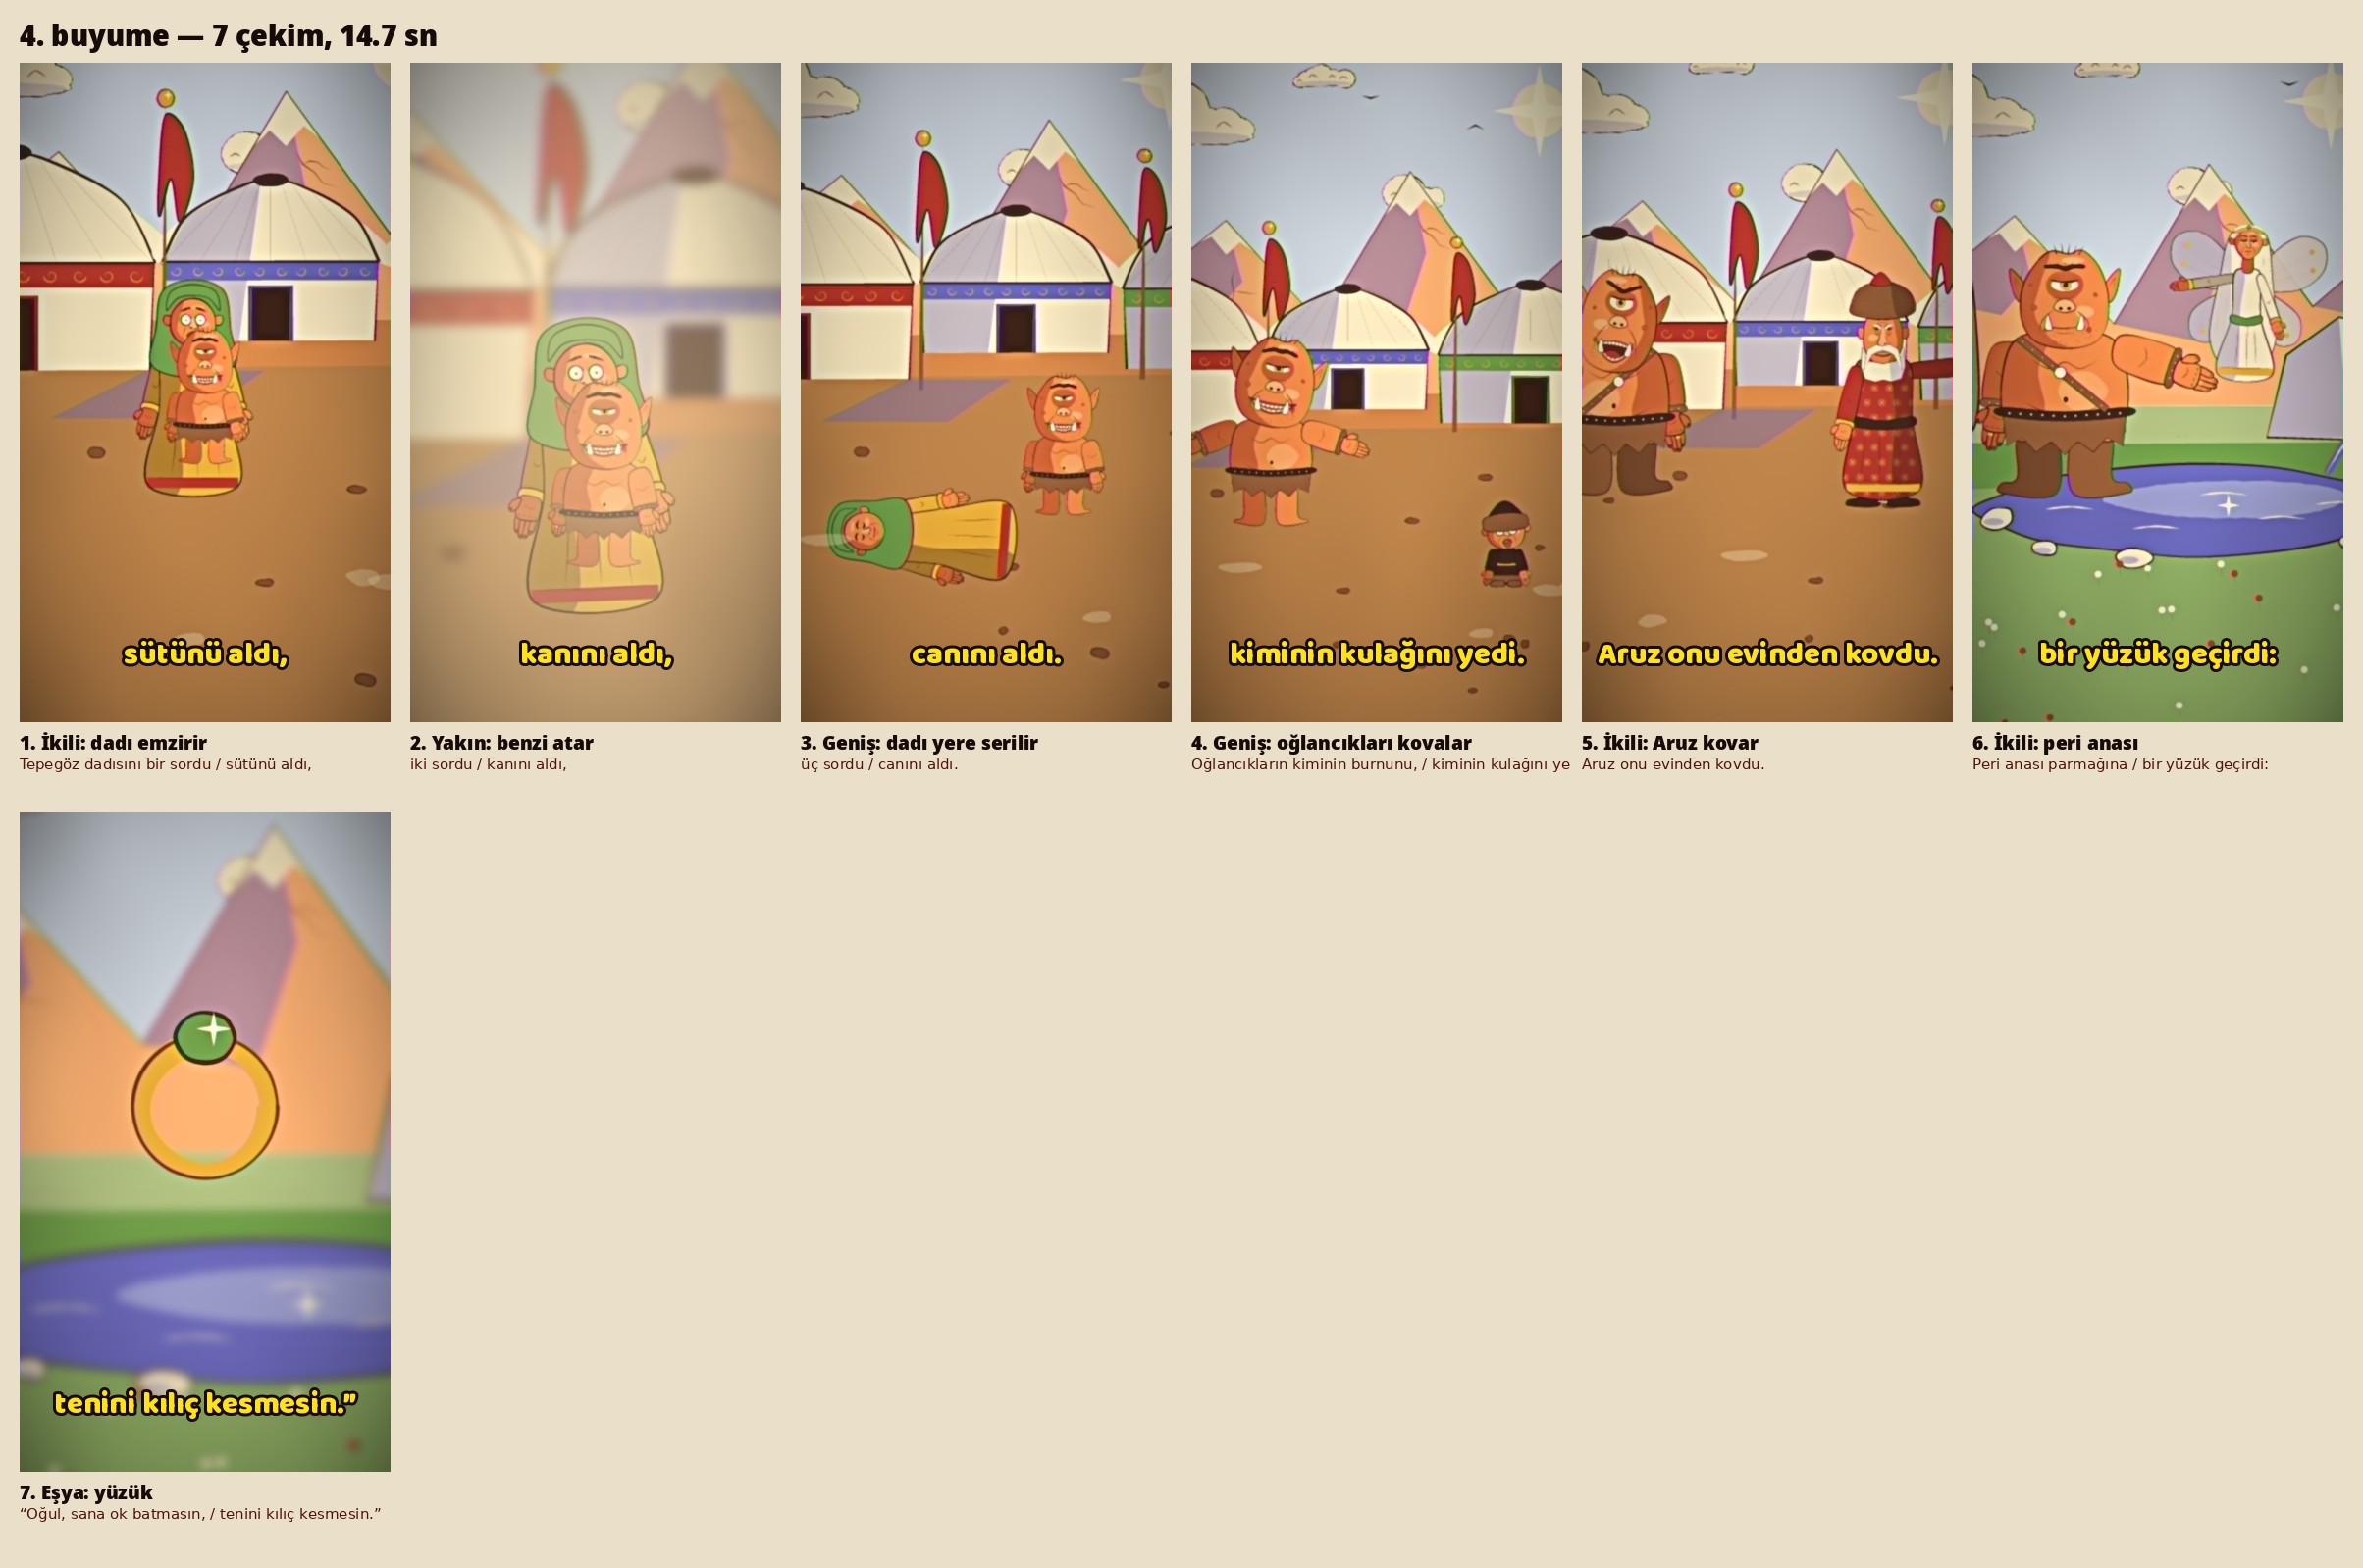 4. buyume — 7 çekim, 14.7 sn
sütünü aldı,
kanını aldı,
canını aldı.
kiminin kulağını yedi.
Aruz onu evinden kovdu.
bir yüzük geçirdi:
1. İkili: dadı emzirir
Tepegöz dadısını bir sordu / sütünü aldı,
2. Yakın: benzi atar
iki sordu / kanını aldı,
3. Geniş: dadı yere serilir
üç sordu / canını aldı.
4. Geniş: oğlancıkları kovalar
Oğlancıkların kiminin burnunu, / kiminin kulağını ye
5. İkili: Aruz kovar
Aruz onu evinden kovdu.
6. İkili: peri anası
Peri anası parmağına / bir yüzük geçirdi:
tenini kılıç kesmesin.”
7. Eşya: yüzük
“Oğul, sana ok batmasın, / tenini kılıç kesmesin.”